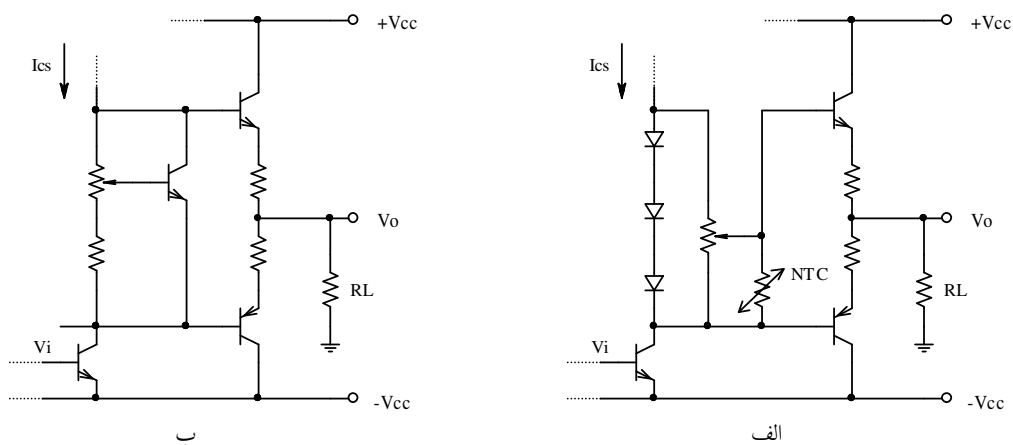 +Vcc
Ics
Vo
RL
Vi
-Vcc
ب
+Vcc
Ics
Vo
NTC
RL
Vi
-Vcc
الف